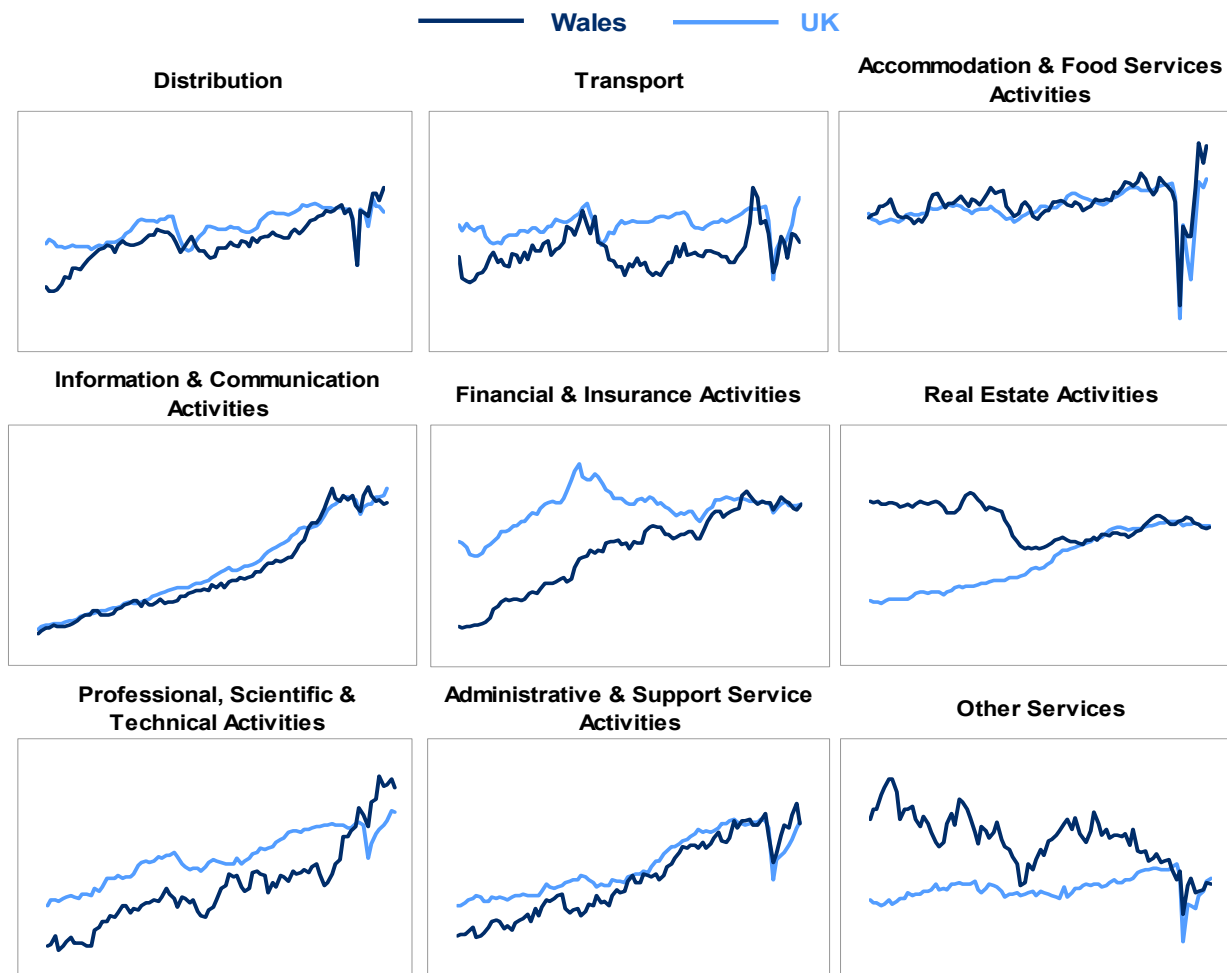 Wales
UK
Distribution
Transport
Accommodation & Food Services
Activities
Information & Communication
Activities
Financial & Insurance Activities
Real Estate Activities
Professional, Scientific &
Technical Activities
Administrative & Support Service
Activities
Other Services